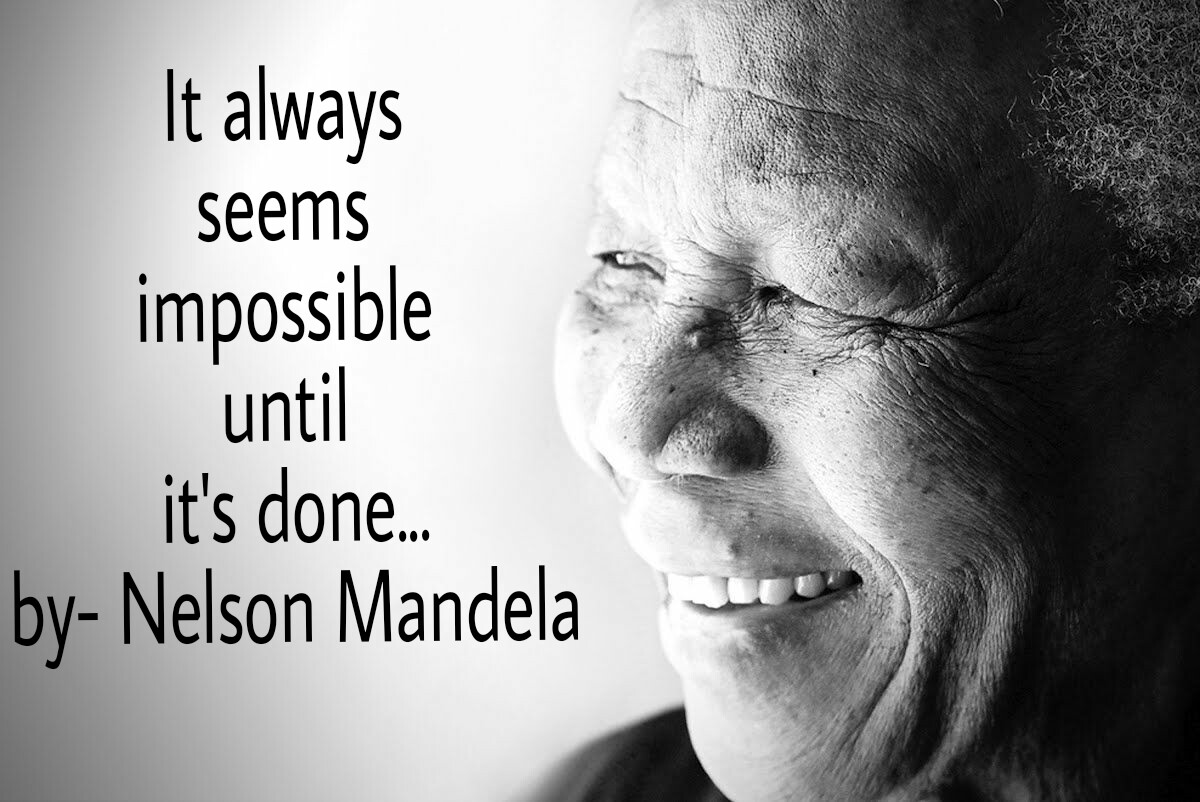 It always
seems
impossible
until
it's done...
by- Nelson Mandela